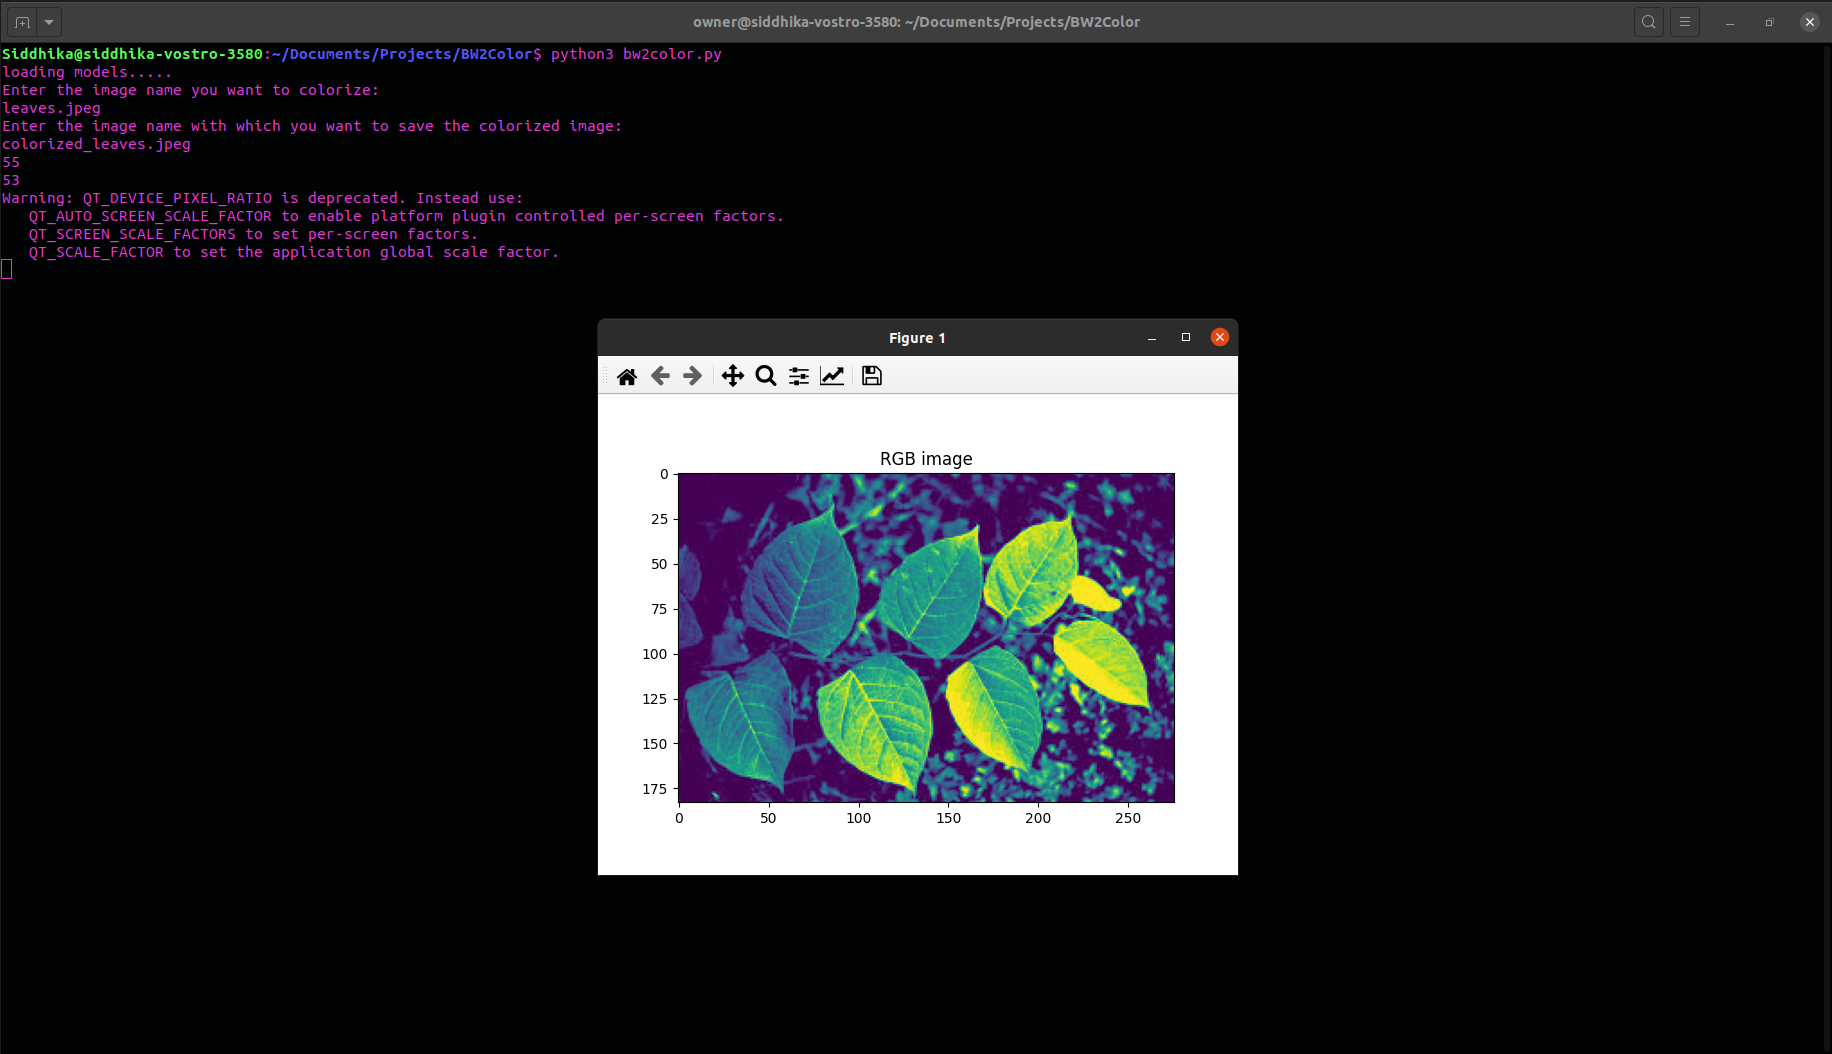 owner@siddhika-vostro-3580: ~/Documents/Projects/BW2Color
Siddhika@siddhika-vostro-3580:~/Documents/Projects/BW2Color$ python3 bw2color.py
loading models.....
Enter the image name you want to colorize:
leaves.jpeg
Enter the image name with which you want to save the colorized image:
colorized_leaves.jpeg
55
53
Warning: QT_DEVICE_PIXEL_RATIO is deprecated. Instead use:
   QT_AUTO_SCREEN_SCALE_FACTOR to enable platform plugin controlled per-screen factors.
   QT_SCREEN_SCALE_FACTORS to set per-screen factors.
   QT_SCALE_FACTOR to set the application global scale factor.
Figure 1
RGB image
0
25
50
75
100
125
150
175
0 50 100 150 200 250